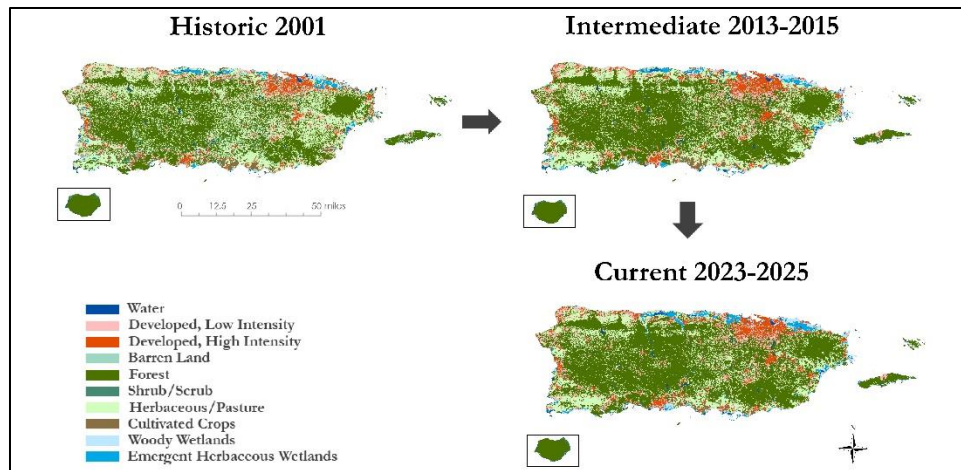 Historic 2001
Intermediate 2013-2015
0 12.5 25 50 miles
Current 2023-2025
Water
Developed, Low Intensity
Developed, High Intensity
Barren Land
Forest
Shrub/Scrub
Herbaceous/Pasture
Cultivated Crops
Woody Wetlands
Emergent Herbaceous Wetlands